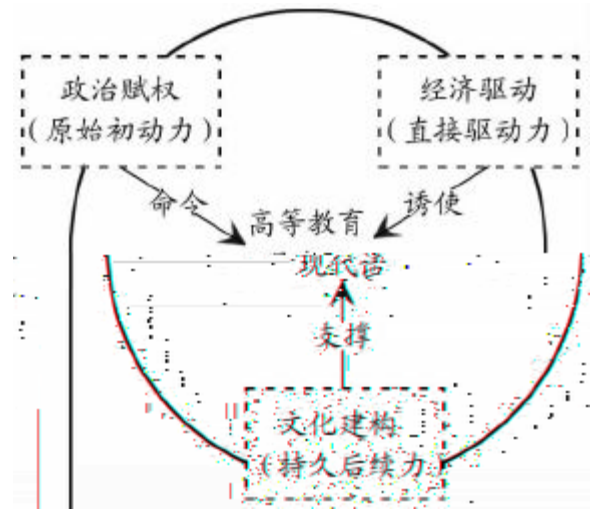 政治赋权
（原始初动力）
经济驱动
（直接驱动力）
命令
诱使
高等教育
现代语
支撑
文化建构
（持久后续力）